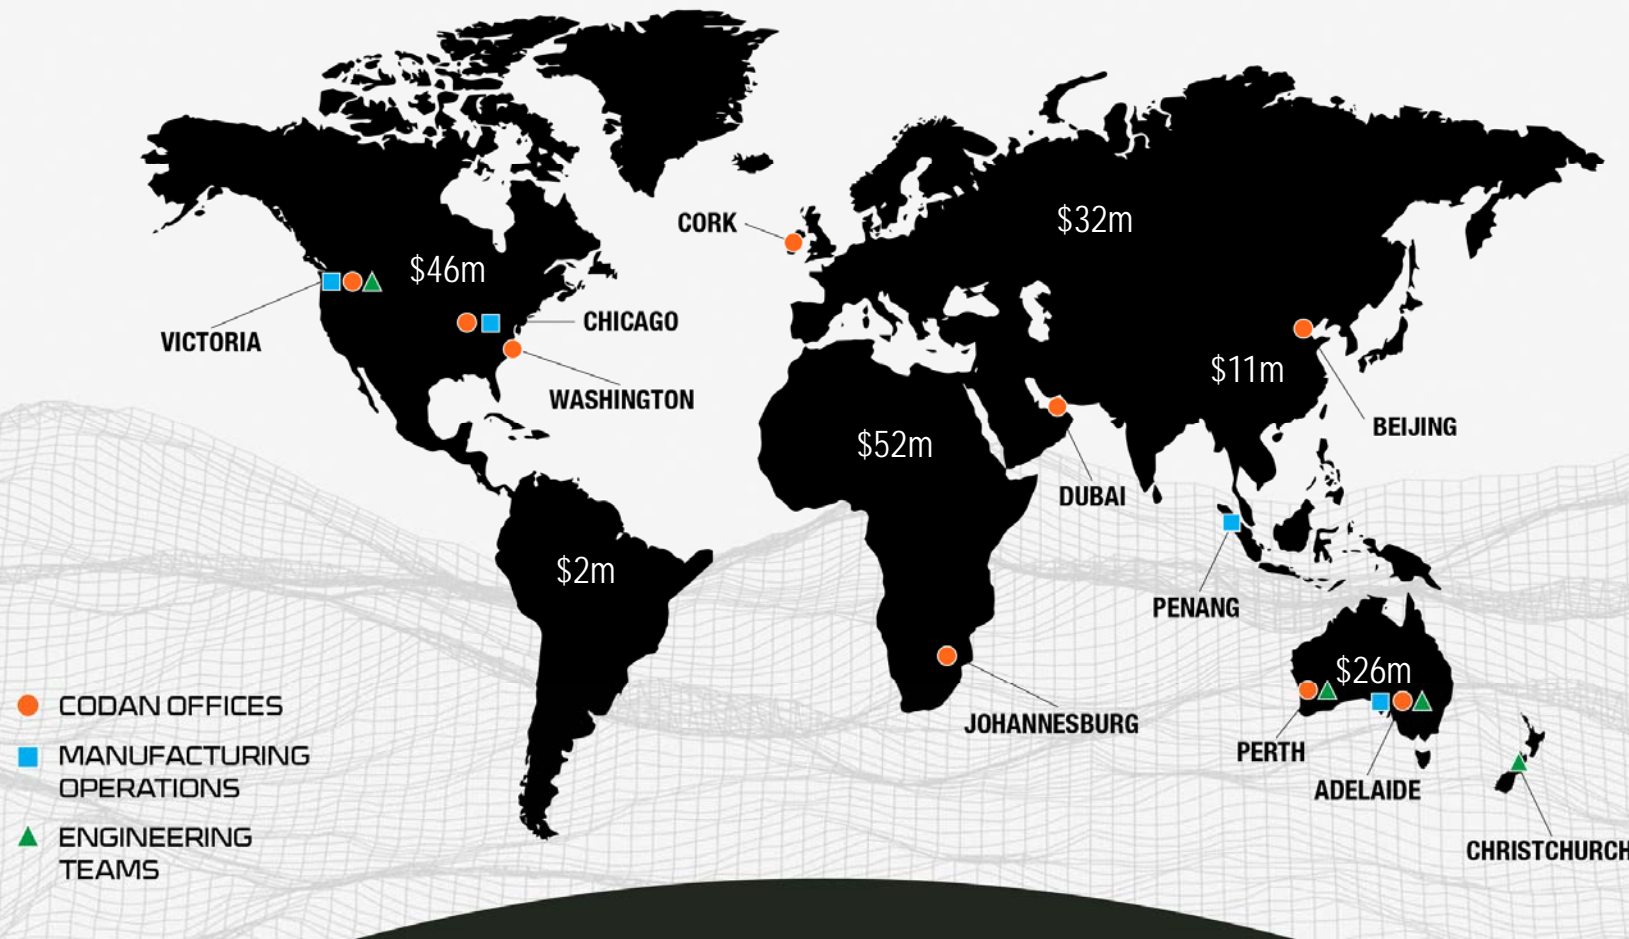 CORK
$32m
$46m
VICTORIA
CHICAGO
WASHINGTON
$11m
BEIJING
$52m
DUBAI
$2m
PENANG
$26m
JOHANNESBURG
PERTH
ADELAIDE
CHRISTCHURCH
CODAN OFFICES
MANUFACTURING
OPERATIONS
ENGINEERING
TEAMS